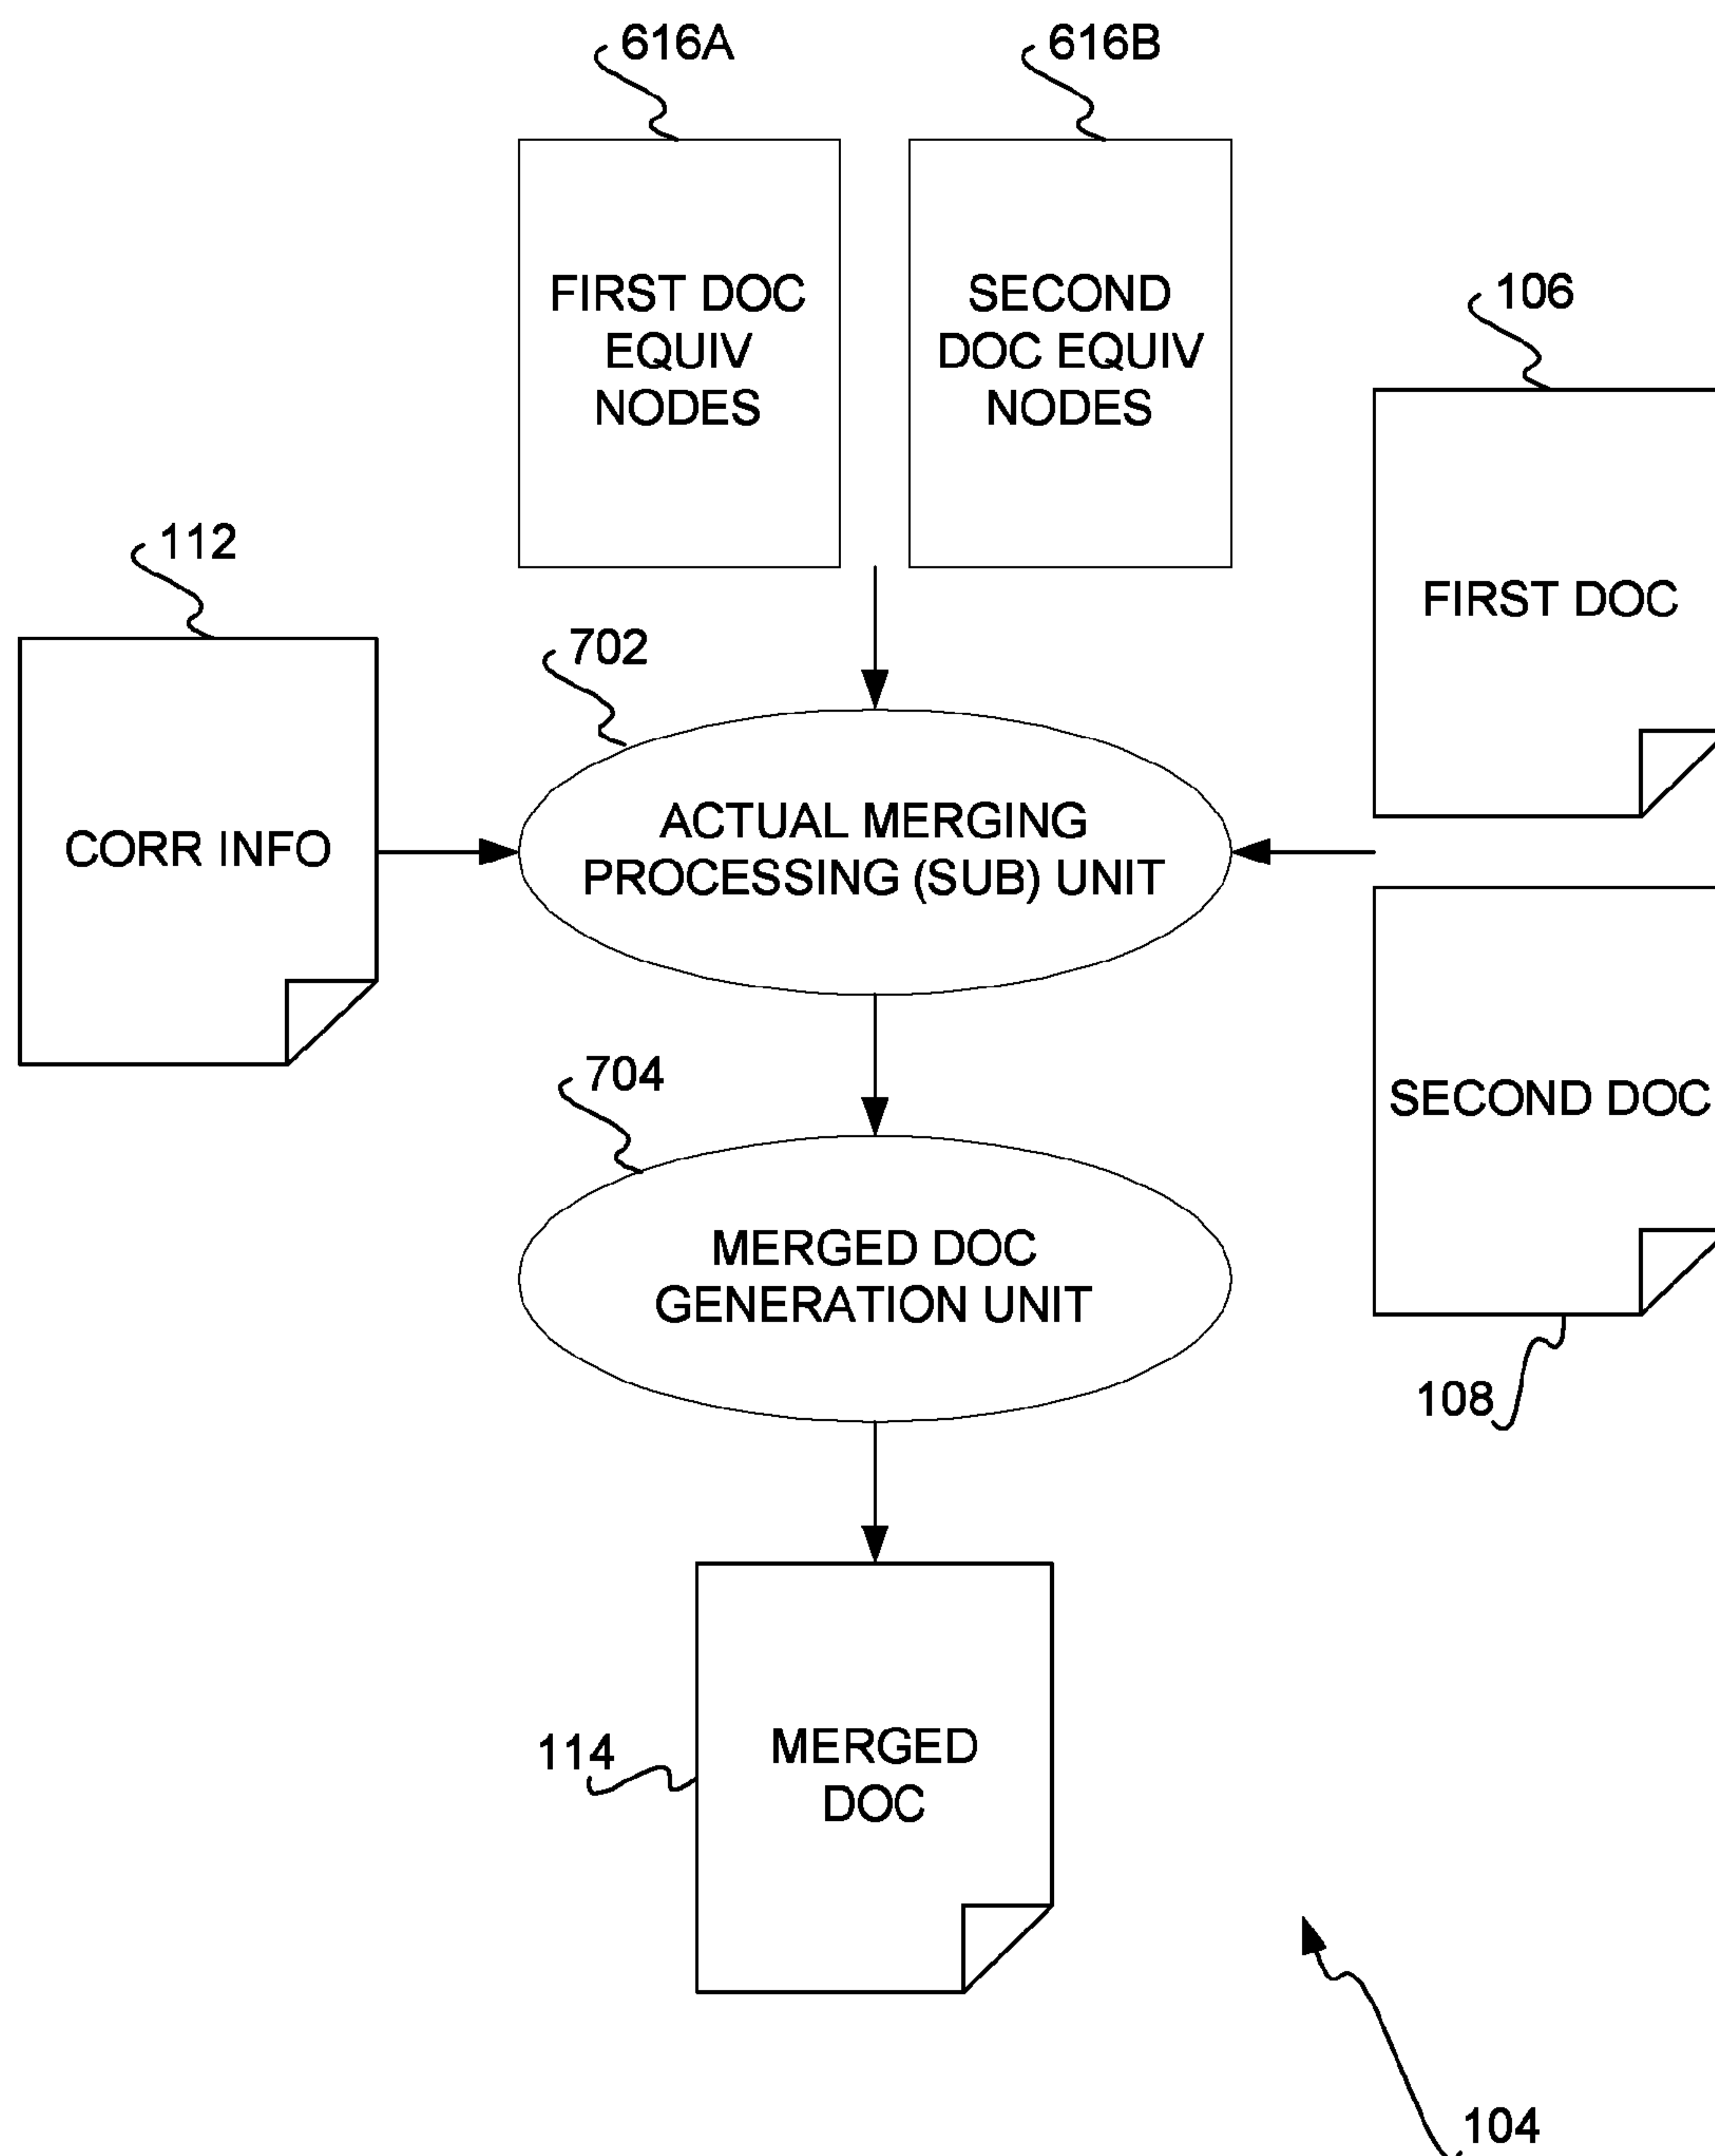 616A
616B
FIRST DOC
EQUIV
NODES
SECOND
DOC EQUIV
NODES
106
FIRST DOC
112
CORR INFO
702
ACTUAL MERGING
PROCESSING (SUB) UNIT
SECOND DOC
108
704
MERGED DOC
GENERATION UNIT
114
MERGED
DOC
104